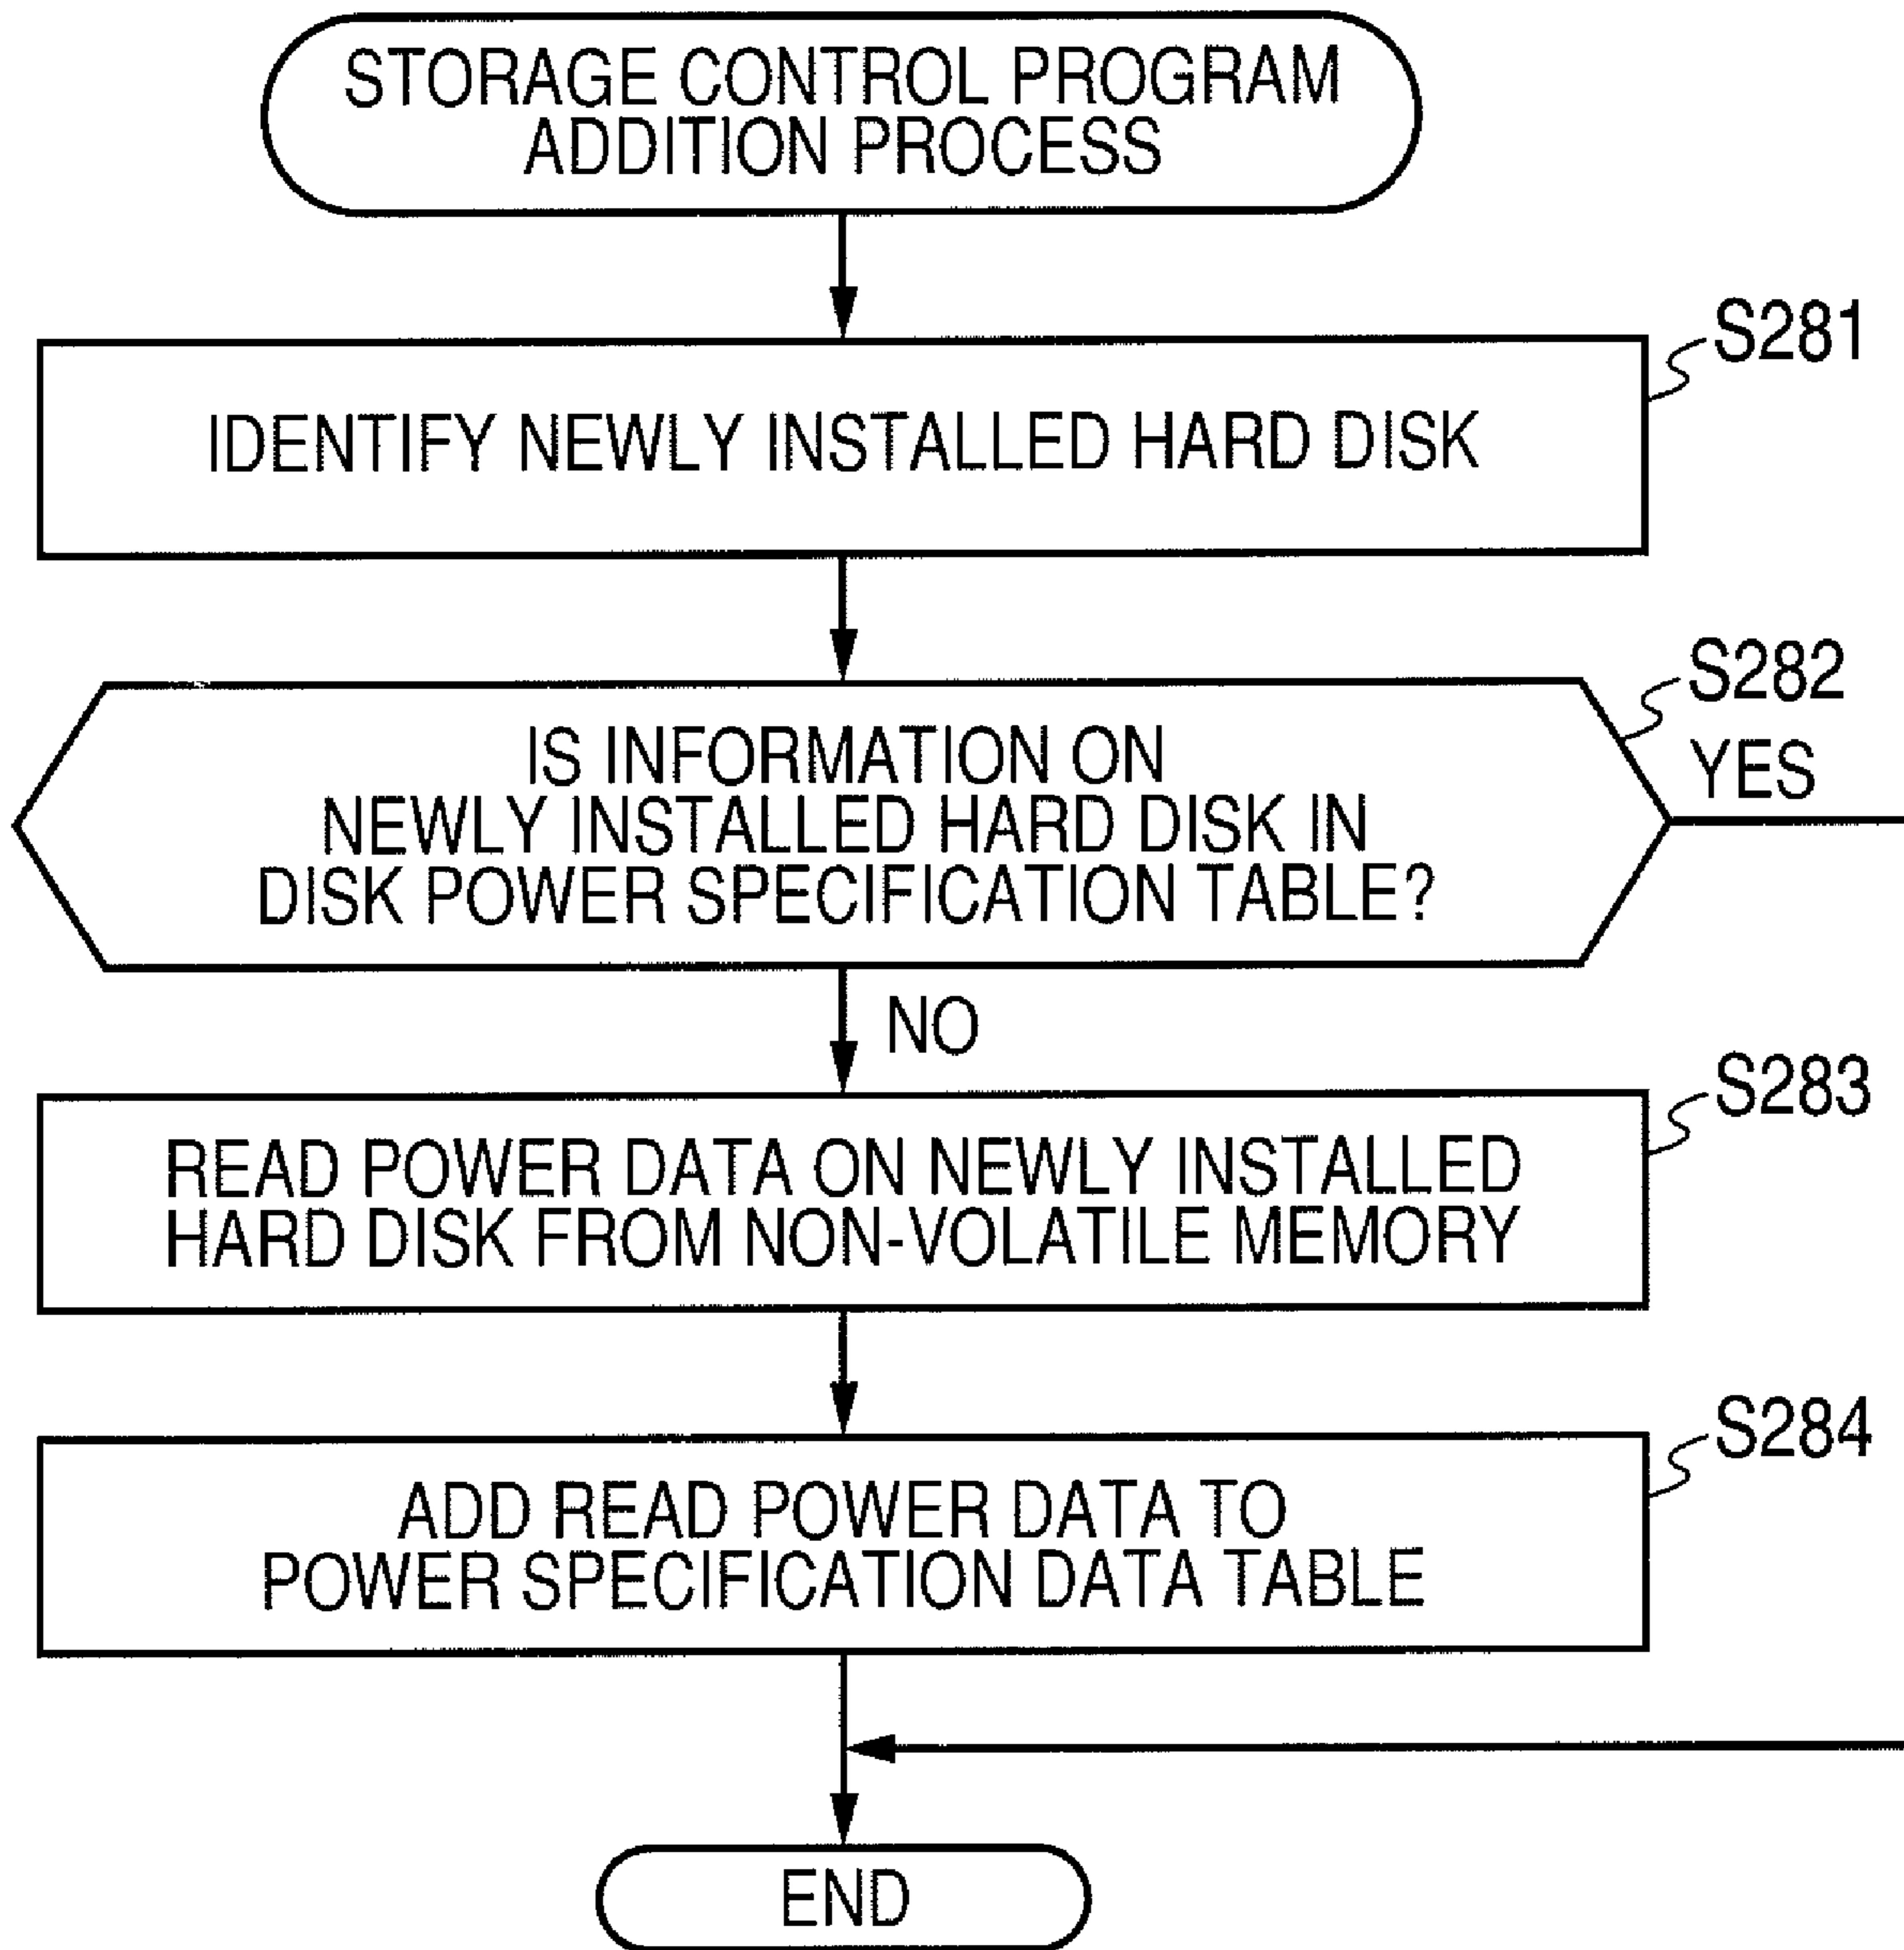 STORAGE CONTROL PROGRAM
ADDITION PROCESS
S281
IDENTIFY NEWLY INSTALLED HARD DISK
S282
IS INFORMATION ON
NEWLY INSTALLED HARD DISK IN
DISK POWER SPECIFICATION TABLE?
YES
NO
S283
READ POWER DATA ON NEWLY INSTALLED
HARD DISK FROM NON-VOLATILE MEMORY
S284
ADD READ POWER DATA TO
POWER SPECIFICATION DATA TABLE
END